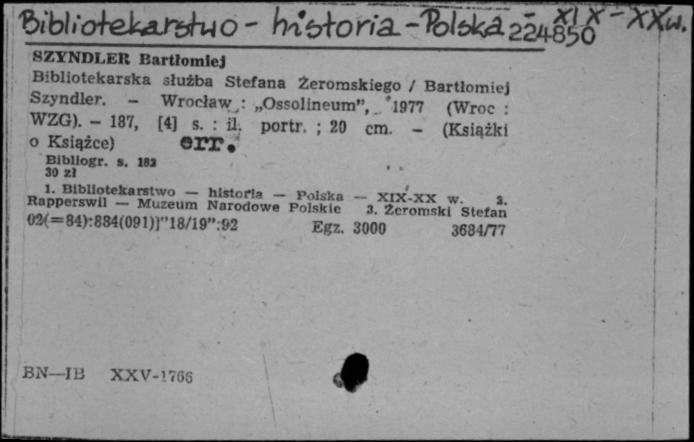 Bibliotekarstwo - historia - Polska - XIX - XX w.
224850
SZYNDLER Bartłomiej
Bibliotekarska służba Stefana Żeromskiego / Bartłomiej
Szyndler. — Wrocław : „Ossolineum”, 1977 (Wroc :
WZG). — 187, [4] s. : il. portr. ; 20 cm. — (Książki
o Książce) err.
Bibliogr. s. 183
30 zł
1. Bibliotekarstwo — historia — Polska — XIX-XX w. 2.
Rapperswil — Muzeum Narodowe Polskie 3. Żeromski Stefan
02(=84):884(091)]"18/19":92 Egz. 3000 3684/77
BN—IB XXV-1766